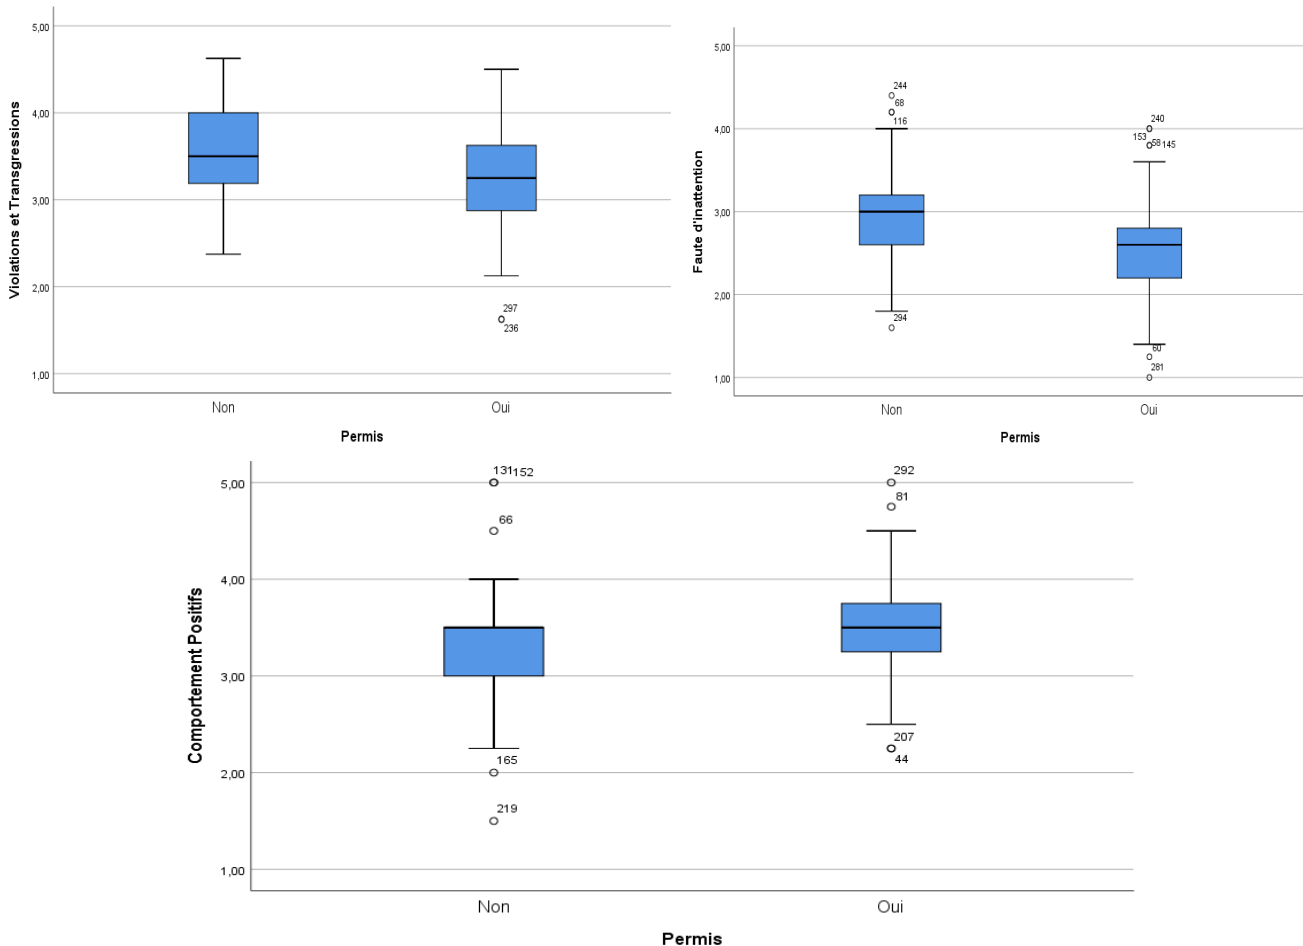 Violations et Transgressions
5,00
4,00
3,00
2,00
1,00
297
236
Non
Oui
Permis
Faute d'inattention
5,00
4,00
3,00
2,00
1,00
244
68
116
294
240
153 58 145
60
281
Non
Oui
Permis
Comportement Positifs
5,00
4,00
3,00
2,00
1,00
131 152
66
165
219
292
81
207
44
Non
Oui
Permis